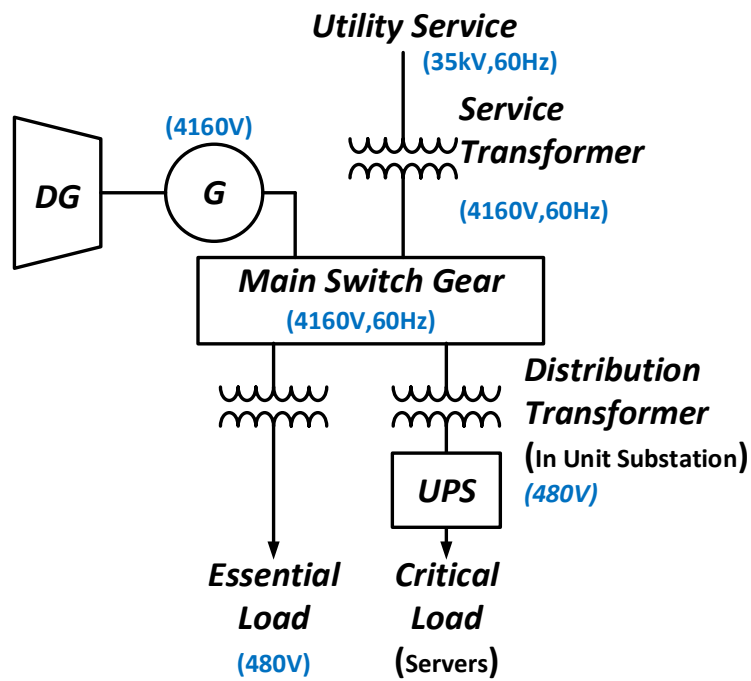 Utility Service
(35kV,60Hz)
Service
Transformer
(4160V)
DG
G
(4160V,60Hz)
Main Switch Gear
(4160V,60Hz)
Distribution
Transformer
(In Unit Substation)
(480V)
UPS
Essential
Load
(480V)
Critical
Load
(Servers)